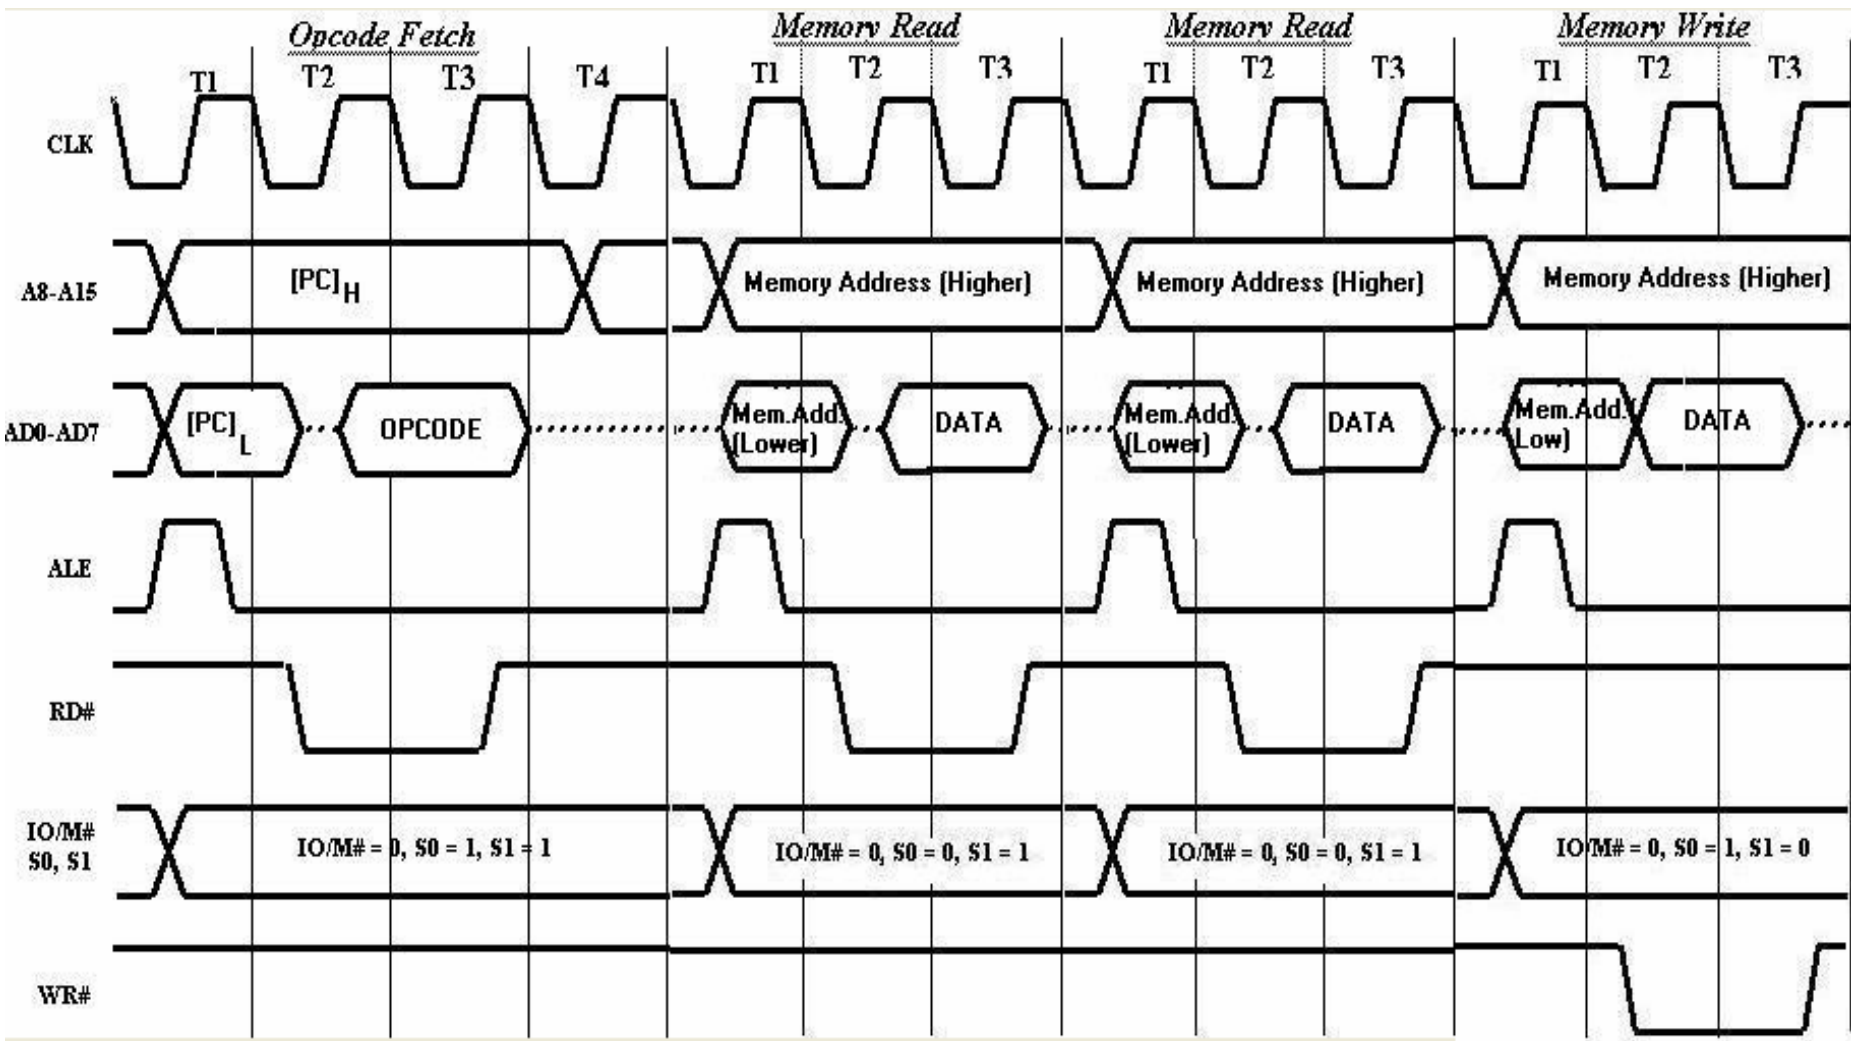 Opcode Fetch
Memory Read
Memory Read
Memory Write
T1 T2 T3 T4 T1 T2 T3 T1 T2 T3 T1 T2 T3
CLK
A8-A15 [PC]H Memory Address (Higher) Memory Address (Higher) Memory Address (Higher)
AD0-AD7 [PC]L OPCODE Mem.Add. DATA Mem.Add. DATA Mem.Add. DATA
(Lower) (Lower) Low)
ALE
RD#
IO/M# IO/M# = 0, S0 = 1, S1 = 1 IO/M# = 0, S0 = 0, S1 = 1 IO/M# = 0, S0 = 0, S1 = 1 IO/M# = 0, S0 = 1, S1 = 0
S0, S1
WR#